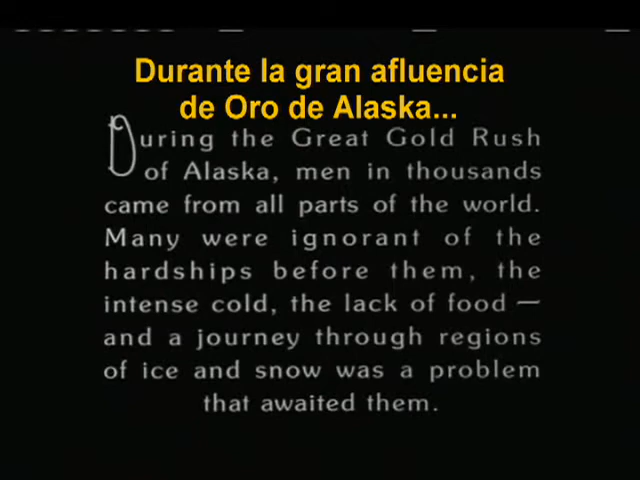 Durante la gran afluencia
de Oro de Alaska...
During the Great Gold Rush
of Alaska, men in thousands
came from all parts of the world.
Many were ignorant of the
hardships before them, the
intense cold, the lack of food —
and a journey through regions
of ice and snow was a problem
that awaited them.